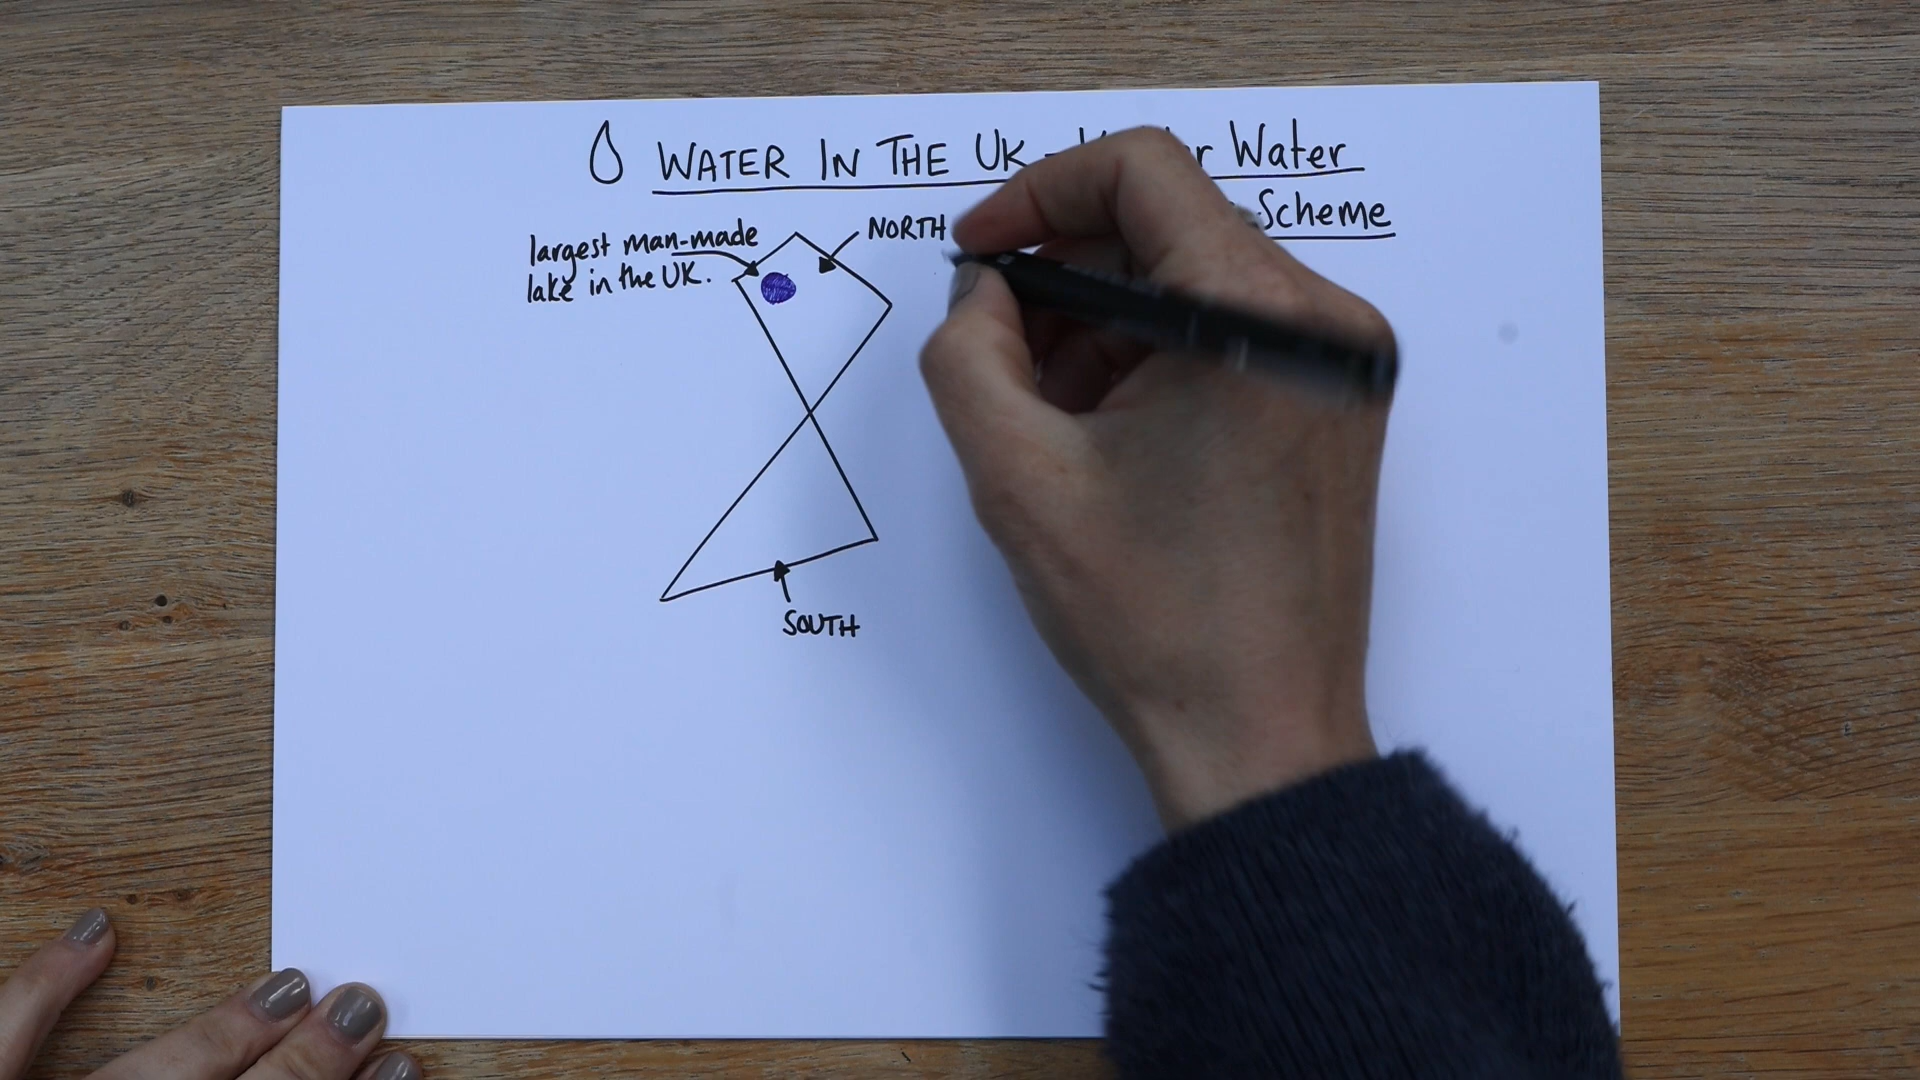 WATER IN THE UK - Water
Scheme
largest man-made
lake in the UK.
NORTH
SOUTH